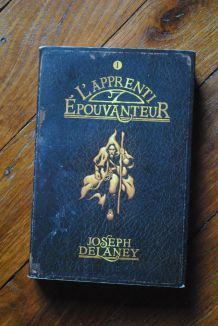 1
L'APPRENTI
ÉPOUVANTEUR
JOSEPH
DELANEY